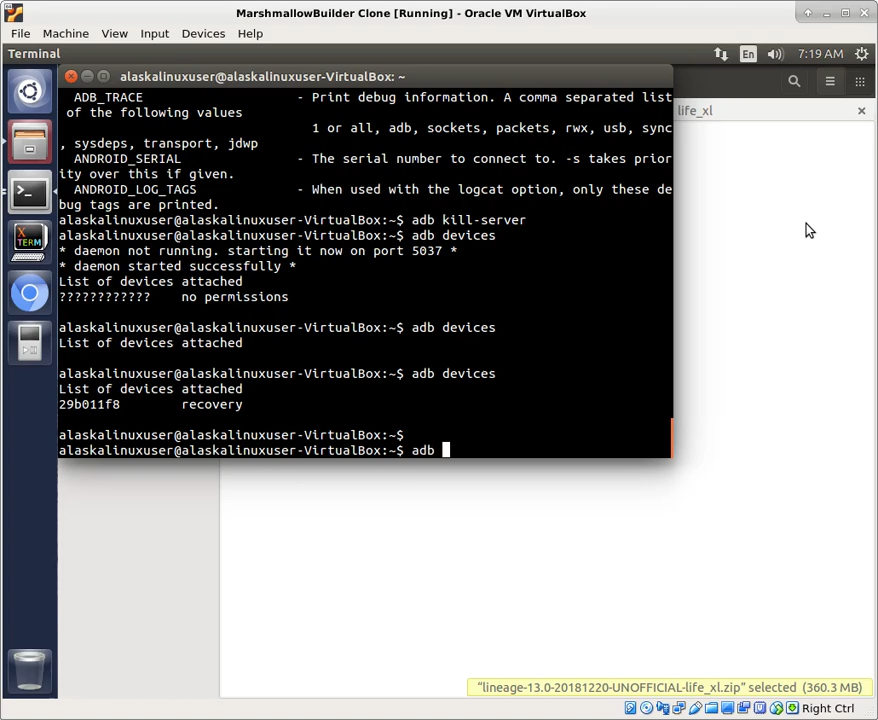 MarshmallowBuilder Clone [Running] - Oracle VM VirtualBox
File Machine View Input Devices Help
Terminal
En
7:19 AM
alaskalinuxuser@alaskalinuxuser-VirtualBox: ~
life_xl
ADB_TRACE - Print debug information. A comma separated list
of the following values
1 or all, adb, sockets, packets, rwx, usb, sync
, sysdeps, transport, jdwp
ANDROID_SERIAL - The serial number to connect to. -s takes prior
ity over this if given.
ANDROID_LOG_TAGS - When used with the logcat option, only these de
bug tags are printed.
alaskalinuxuser@alaskalinuxuser-VirtualBox:~$ adb kill-server
alaskalinuxuser@alaskalinuxuser-VirtualBox:~$ adb devices
* daemon not running. starting it now on port 5037 *
* daemon started successfully *
List of devices attached
???????????? no permissions
alaskalinuxuser@alaskalinuxuser-VirtualBox:~$ adb devices
List of devices attached
alaskalinuxuser@alaskalinuxuser-VirtualBox:~$ adb devices
List of devices attached
29b011f8 recovery
alaskalinuxuser@alaskalinuxuser-VirtualBox:~$
alaskalinuxuser@alaskalinuxuser-VirtualBox:~$ adb
X
TERM
"lineage-13.0-20181220-UNOFFICIAL-life_xl.zip" selected (360.3 MB)
Right Ctrl